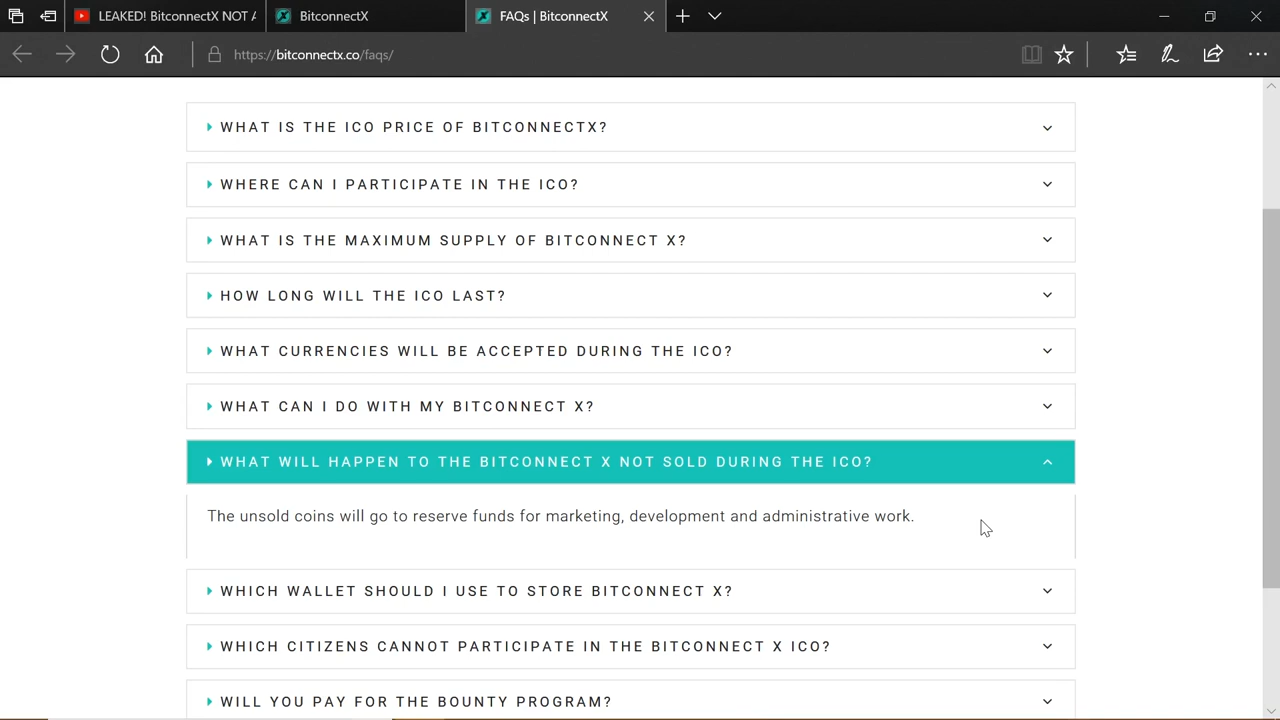 LEAKED! BitconnectX NOT A
BitconnectX
FAQs | BitconnectX
https://bitconnectx.co/faqs/
WHAT IS THE ICO PRICE OF BITCONNECTX?
WHERE CAN I PARTICIPATE IN THE ICO?
WHAT IS THE MAXIMUM SUPPLY OF BITCONNECT X?
HOW LONG WILL THE ICO LAST?
WHAT CURRENCIES WILL BE ACCEPTED DURING THE ICO?
WHAT CAN I DO WITH MY BITCONNECT X?
WHAT WILL HAPPEN TO THE BITCONNECT X NOT SOLD DURING THE ICO?
The unsold coins will go to reserve funds for marketing, development and administrative work.
WHICH WALLET SHOULD I USE TO STORE BITCONNECT X?
WHICH CITIZENS CANNOT PARTICIPATE IN THE BITCONNECT X ICO?
WILL YOU PAY FOR THE BOUNTY PROGRAM?